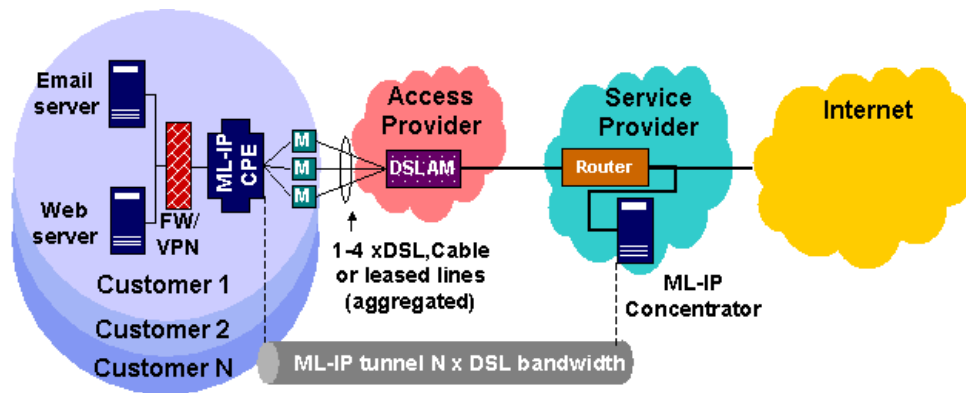 Email
server
Web
server
FW/
VPN
ML-IP
CPE
M
M
M
Customer 1
Customer 2
Customer N
1-4 xDSL,Cable
or leased lines
(aggregated)
Access
Provider
DSLAM
Service
Provider
Router
ML-IP
Concentrator
Internet
ML-IP tunnel N x DSL bandwidth